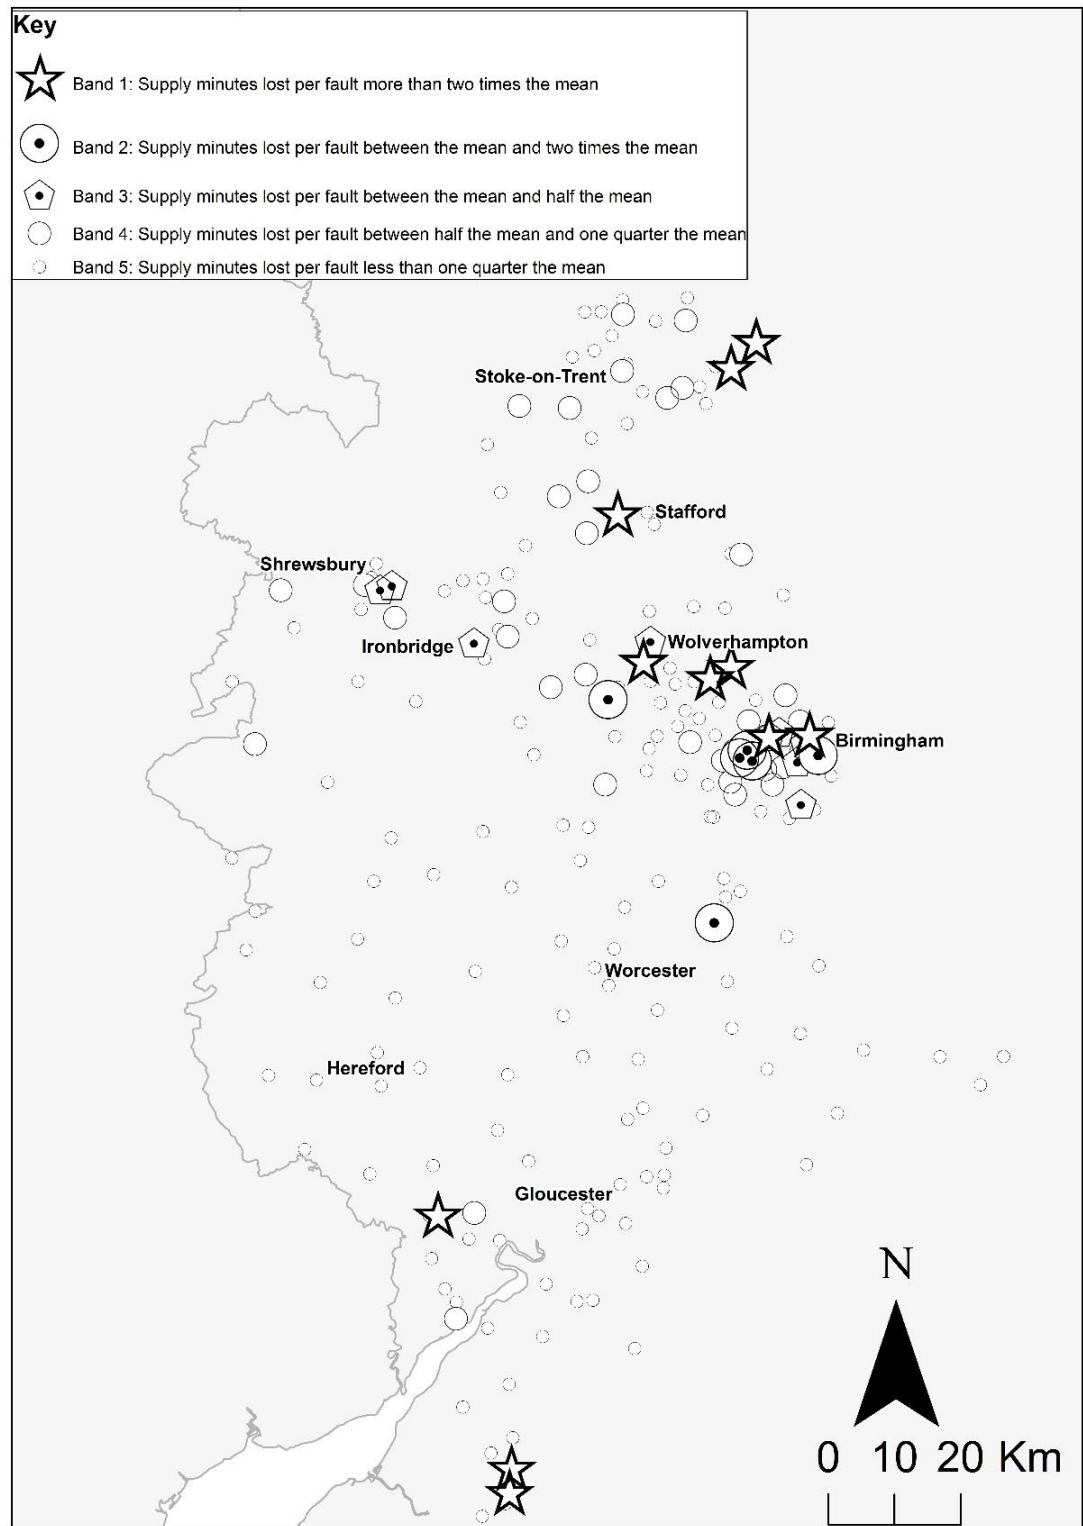 Key
Band 1: Supply minutes lost per fault more than two times the mean
Band 2: Supply minutes lost per fault between the mean and two times the mean
Band 3: Supply minutes lost per fault between the mean and half the mean
Band 4: Supply minutes lost per fault between half the mean and one quarter the mean
Band 5: Supply minutes lost per fault less than one quarter the mean
Stoke-on-Trent
Stafford
Shrewsbury
Ironbridge
Wolverhampton
Birmingham
Worcester
Hereford
Gloucester
N
0 10 20 Km